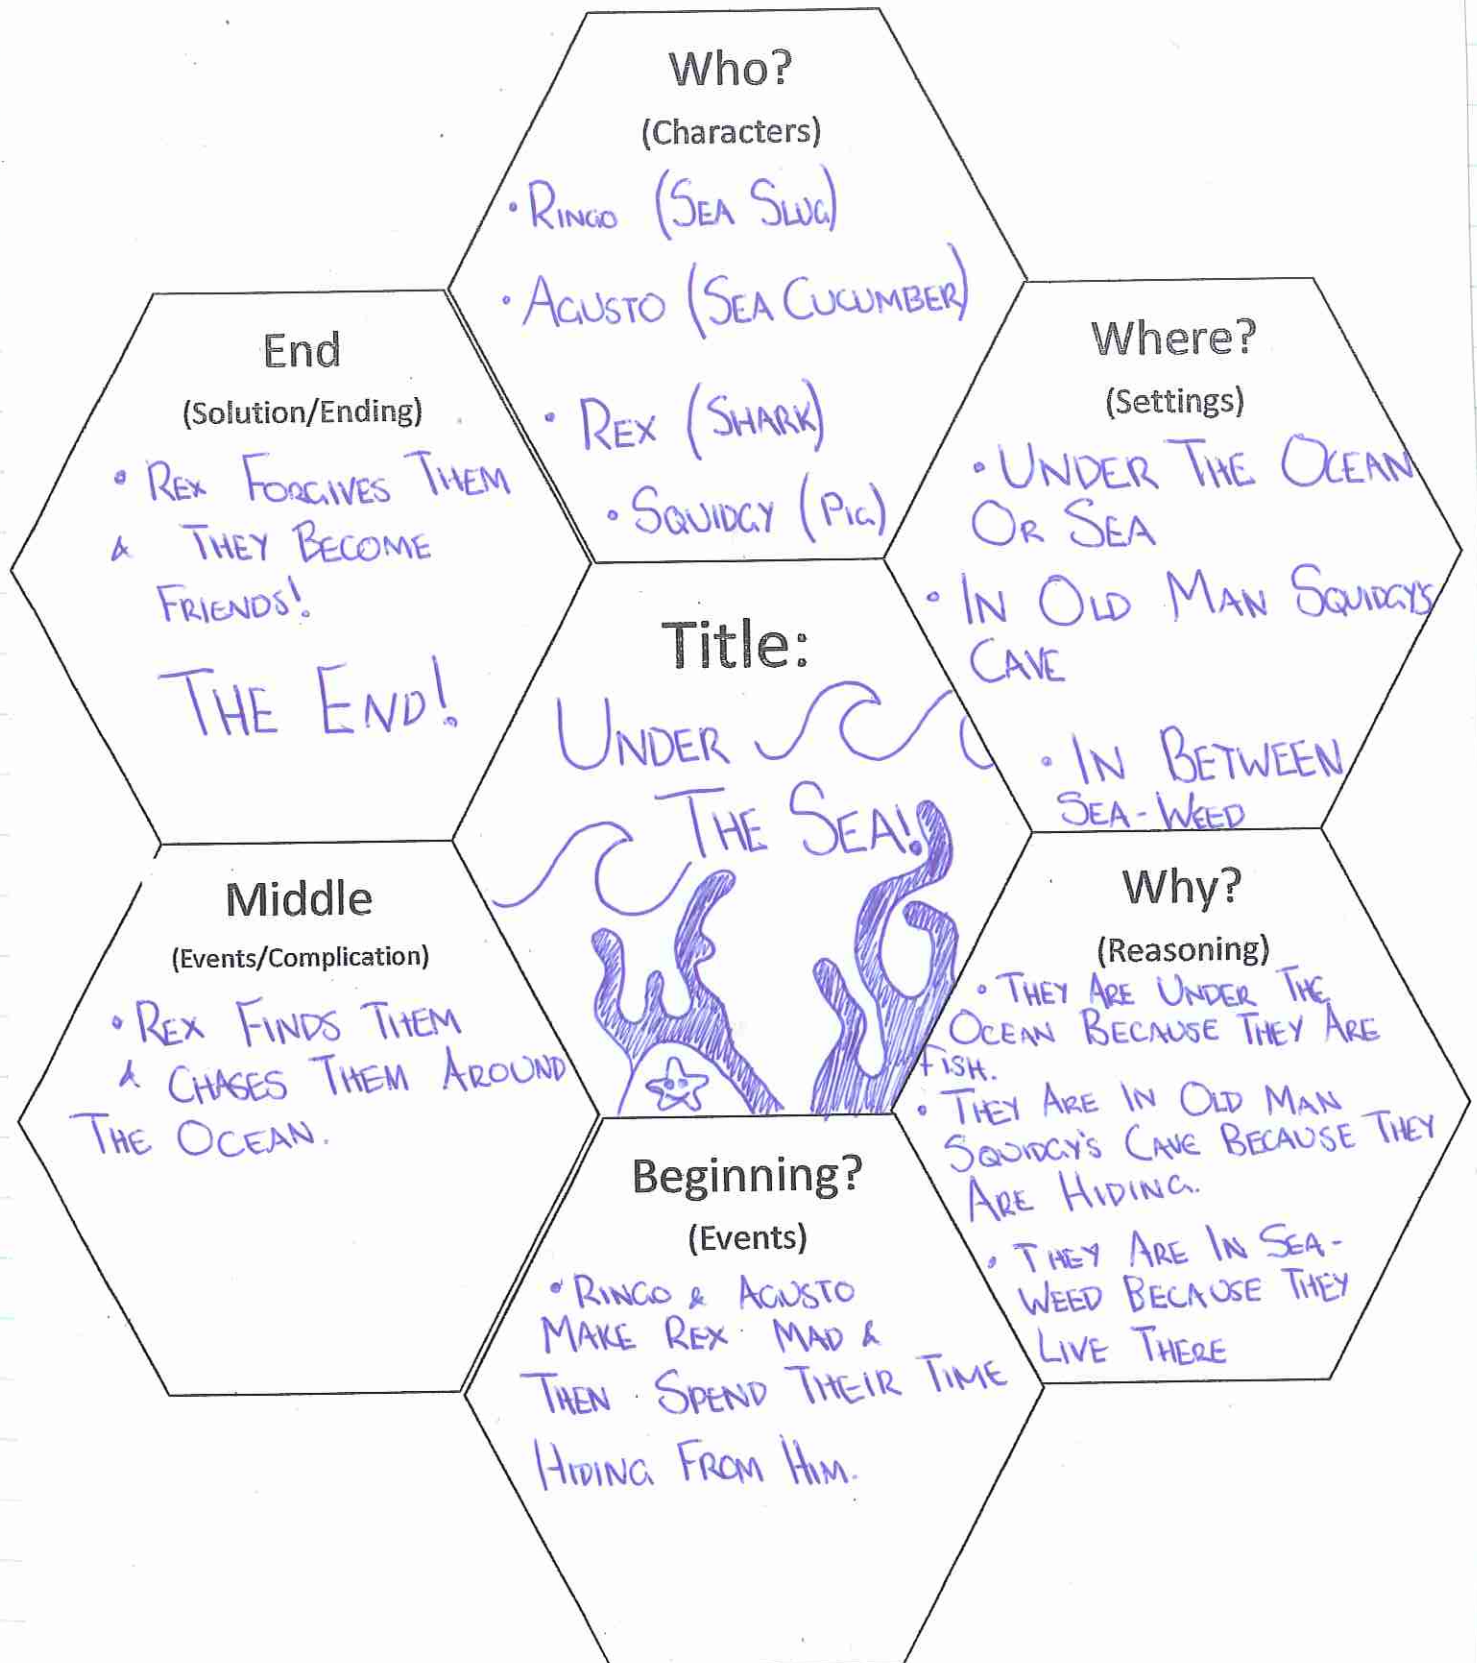 Who?
(Characters)
• RINGO (SEA SLUG)
• AGUSTO (SEA CUCUMBER)
• REX (SHARK)
• SQUIDGY (PIG)
Where?
(Settings)
• UNDER THE OCEAN
OR SEA
• IN OLD MAN SQUIDGY'S
CAVE
• IN BETWEEN
SEA-WEED
Why?
(Reasoning)
• THEY ARE UNDER THE
OCEAN BECAUSE THEY ARE
FISH.
• THEY ARE IN OLD MAN
SQUIDGY'S CAVE BECAUSE THEY
ARE HIDING.
• THEY ARE IN SEA-
WEED BECAUSE THEY
LIVE THERE
Beginning?
(Events)
• RINGO & AGUSTO
MAKE REX MAD &
THEN SPEND THEIR TIME
HIDING FROM HIM.
Middle
(Events/Complication)
• REX FINDS THEM
& CHASES THEM AROUND
THE OCEAN.
End
(Solution/Ending)
• REX FORGIVES THEM
& THEY BECOME
FRIENDS!
THE END!
Title:
UNDER
THE SEA!